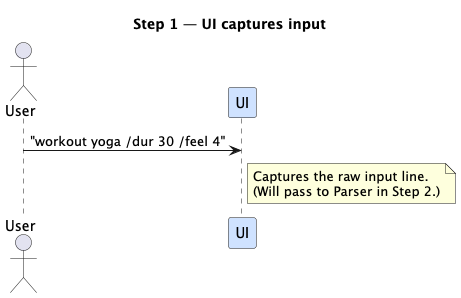 Step 1 — UI captures input
User
UI
"workout yoga /dur 30 /feel 4"
Captures the raw input line.
(Will pass to Parser in Step 2.)
User
UI